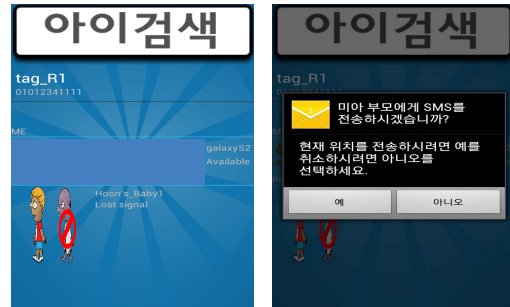 아이검색
tag_R1
01012341111
ME
galaxyS2
Available
Hoon's_Baby1
Lost signal
아이검색
tag_R1
01012341111
미아 부모에게 SMS를
전송하시겠습니까?
현재 위치를 전송하시려면 예를
취소하시려면 아니오를
선택하세요.
예
아니오